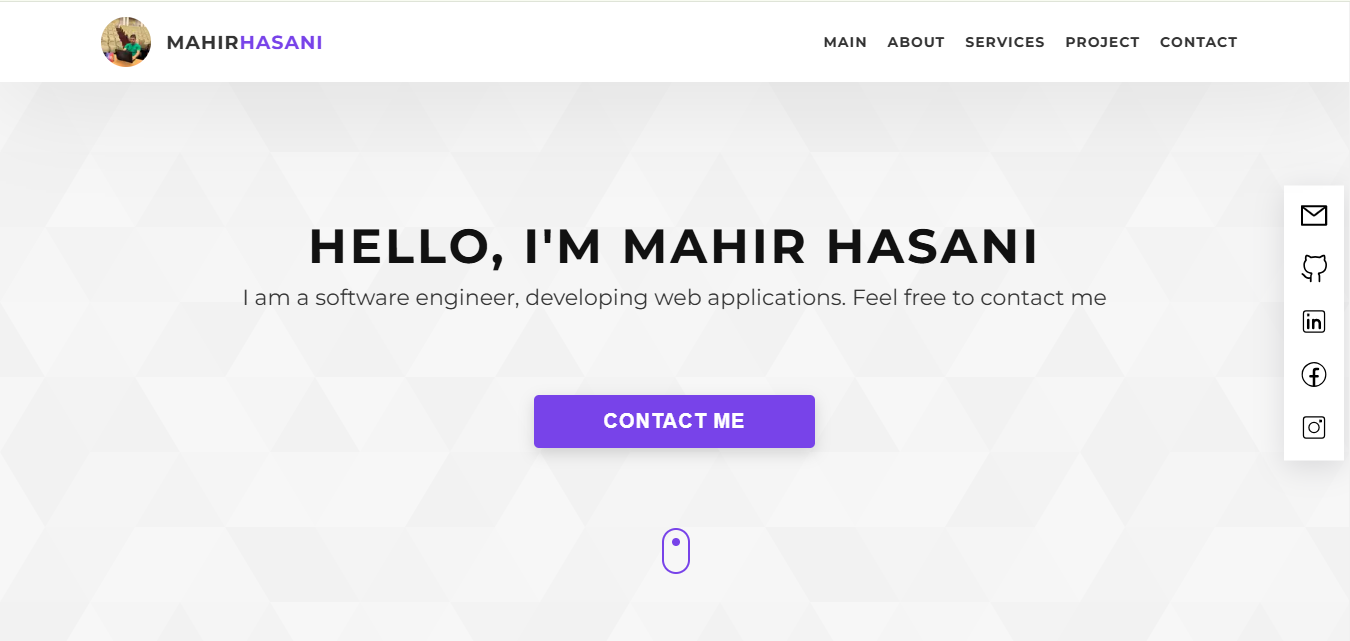 MAHIRHASANI
MAIN ABOUT SERVICES PROJECT CONTACT
HELLO, I'M MAHIR HASANI
I am a software engineer, developing web applications. Feel free to contact me
CONTACT ME